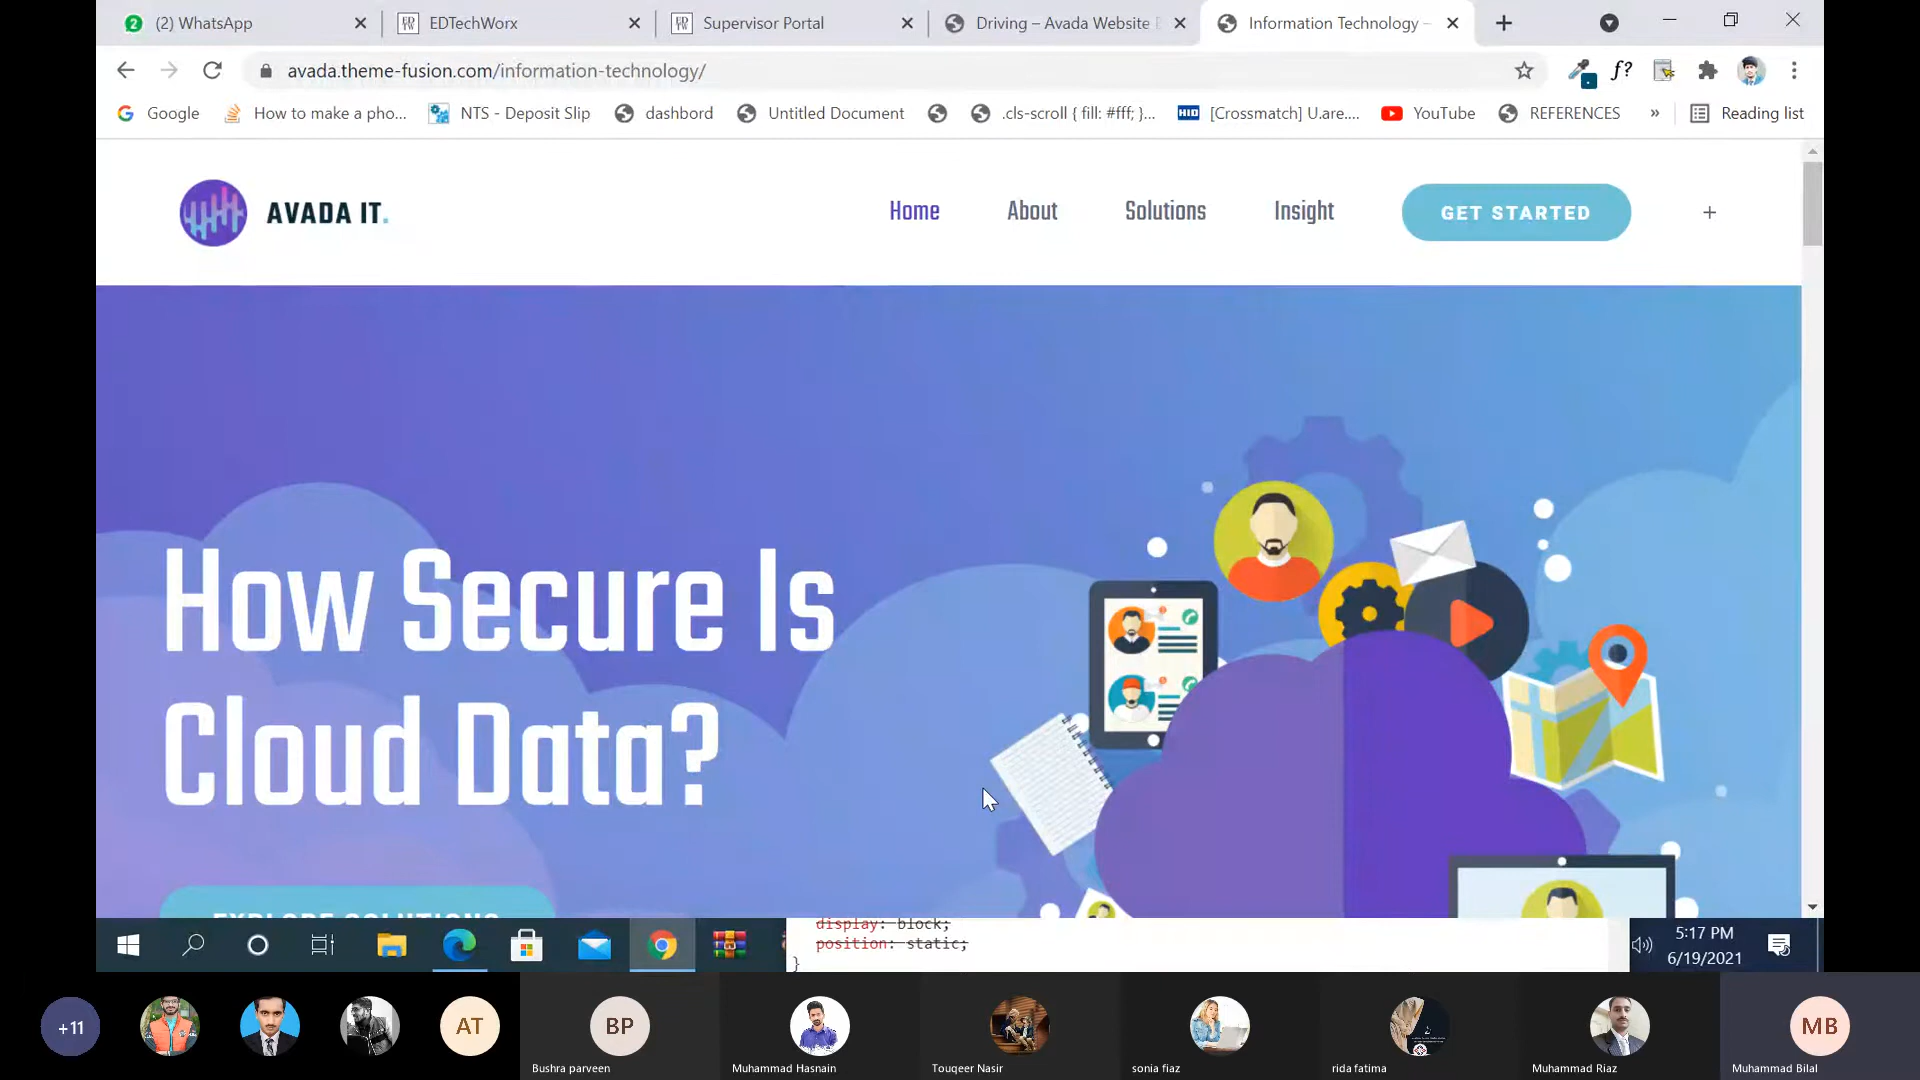 (2) WhatsApp
EDTechWorx
Supervisor Portal
Driving – Avada Website
Information Technology –
avada.theme-fusion.com/information-technology/
f?
Google
How to make a pho...
NTS - Deposit Slip
dashbord
Untitled Document
.cls-scroll { fill: #fff; }...
HID
[Crossmatch] U.are....
YouTube
REFERENCES
»
Reading list
AVADA IT.
Home
About
Solutions
Insight
GET STARTED
+
How Secure Is
Cloud Data?
EXPLORE SOLUTIONS
display: block;
position: static;
}
5:17 PM
6/19/2021
+11
AT
BP
MB
Bushra parveen
Muhammad Hasnain
Touqeer Nasir
sonia fiaz
rida fatima
Muhammad Riaz
Muhammad Bilal